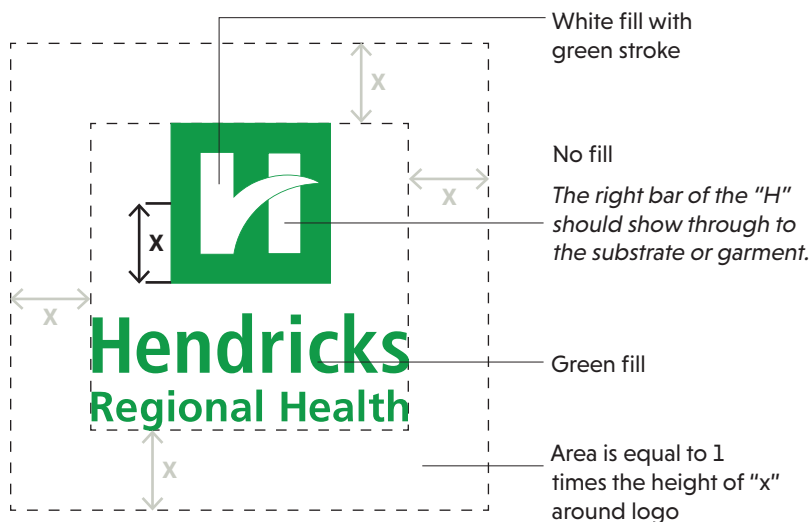 White fill with
green stroke
X
No fill
X
The right bar of the “H”
should show through to
the substrate or garment.
X
X
Hendricks
Green fill
Regional Health
Area is equal to 1
times the height of “x”
around logo
X